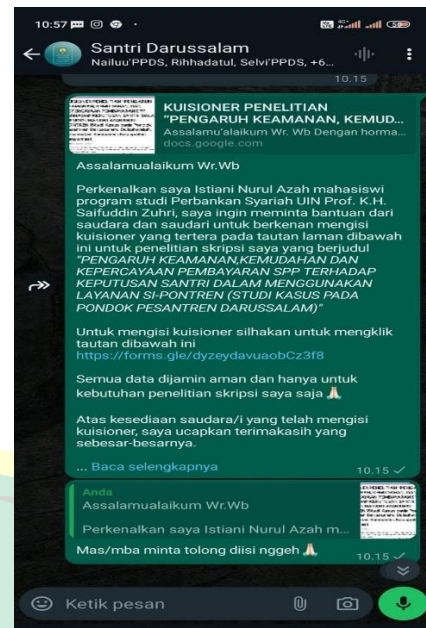 10:57
Santri Darussalam
Nailuu'PPDS, Rihhadatul, Selvi'PPDS, +6...
10.15
KUISIONER PENELITIAN
"PENGARUH KEAMANAN, KEMUD...
Assalamu'alaikum Wr. Wb Dengan horma...
docs.google.com
Assalamualaikum Wr.Wb
Perkenalkan saya Istiani Nurul Azah mahasiswi
program studi Perbankan Syariah UIN Prof. K.H.
Saifuddin Zuhri, saya ingin meminta bantuan dari
saudara dan saudari untuk berkenan mengisi
kuisioner yang tertera pada tautan laman dibawah
ini untuk penelitian skripsi saya yang berjudul
"PENGARUH KEAMANAN,KEMUDAHAN DAN
KEPERCAYAAN PEMBAYARAN SPP TERHADAP
KEPUTUSAN SANTRI DALAM MENGGUNAKAN
LAYANAN SI-PONTREN (STUDI KASUS PADA
PONDOK PESANTREN DARUSSALAM)"
Untuk mengisi kuisioner silhakan untuk mengklik
tautan dibawah ini
https://forms.gle/dyzeydavuaobCz3f8
Semua data dijamin aman dan hanya untuk
kebutuhan penelitian skripsi saya saja 🙏🏻
Atas kesediaan saudara/i yang telah mengisi
kuisioner, saya ucapkan terimakasih yang
sebesar-besarnya.
... Baca selengkapnya
10.15
Anda
Assalamualaikum Wr.Wb
Perkenalkan saya Istiani Nurul Azah m...
Mas/mba minta tolong diisi nggeh 🙏🏻
10.15
Ketik pesan